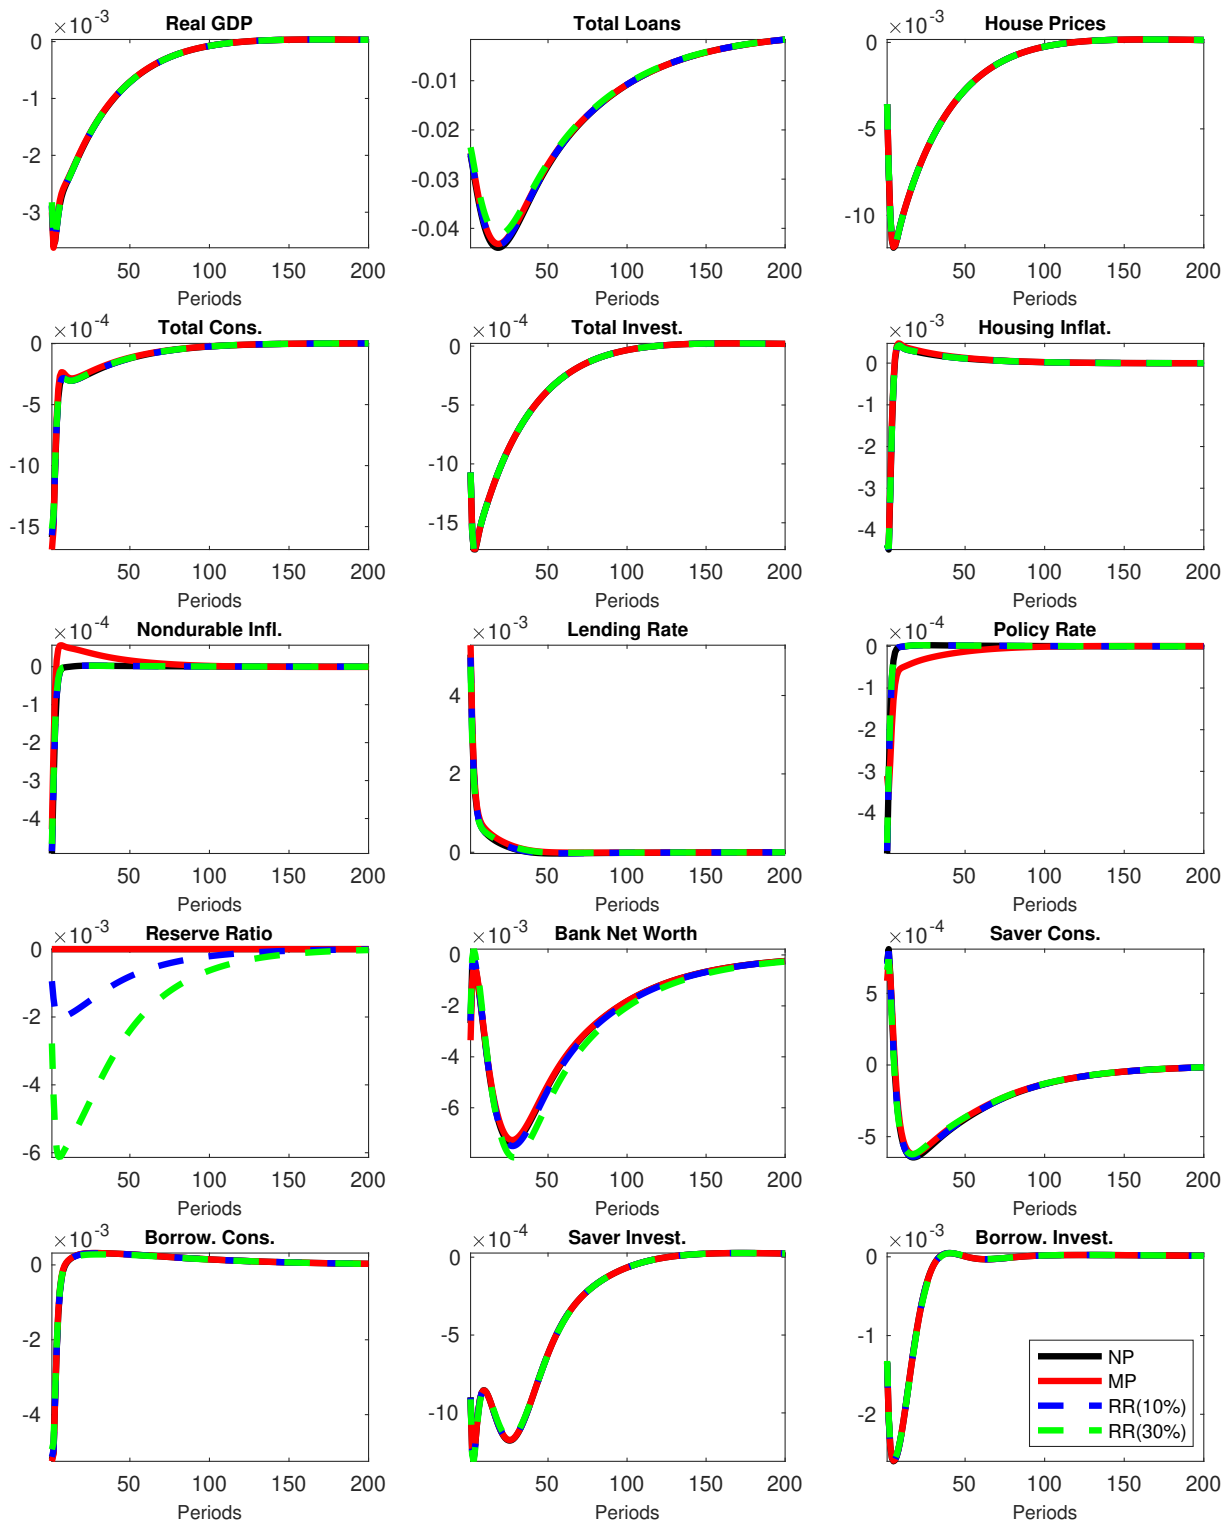 Real GDP
×10⁻³
0
-1
-2
-3
50 100 150 200
Periods
Total Loans
-0.01
-0.02
-0.03
-0.04
50 100 150 200
Periods
House Prices
×10⁻³
0
-5
-10
50 100 150 200
Periods
Total Cons.
×10⁻⁴
0
-5
-10
-15
50 100 150 200
Periods
Total Invest.
×10⁻⁴
0
-5
-10
-15
50 100 150 200
Periods
Housing Inflat.
×10⁻³
0
-1
-2
-3
-4
50 100 150 200
Periods
Nondurable Infl.
×10⁻⁴
0
-1
-2
-3
-4
50 100 150 200
Periods
Lending Rate
×10⁻³
4
2
0
50 100 150 200
Periods
Policy Rate
×10⁻⁴
0
-1
-2
-3
-4
50 100 150 200
Periods
Reserve Ratio
×10⁻³
0
-2
-4
-6
50 100 150 200
Periods
Bank Net Worth
×10⁻³
0
-2
-4
-6
50 100 150 200
Periods
Saver Cons.
×10⁻⁴
5
0
-5
50 100 150 200
Periods
Borrow. Cons.
×10⁻³
0
-2
-4
50 100 150 200
Periods
Saver Invest.
×10⁻⁴
0
-5
-10
50 100 150 200
Periods
Borrow. Invest.
×10⁻³
0
-1
-2
50 100 150 200
Periods
NP
MP
RR(10%)
RR(30%)